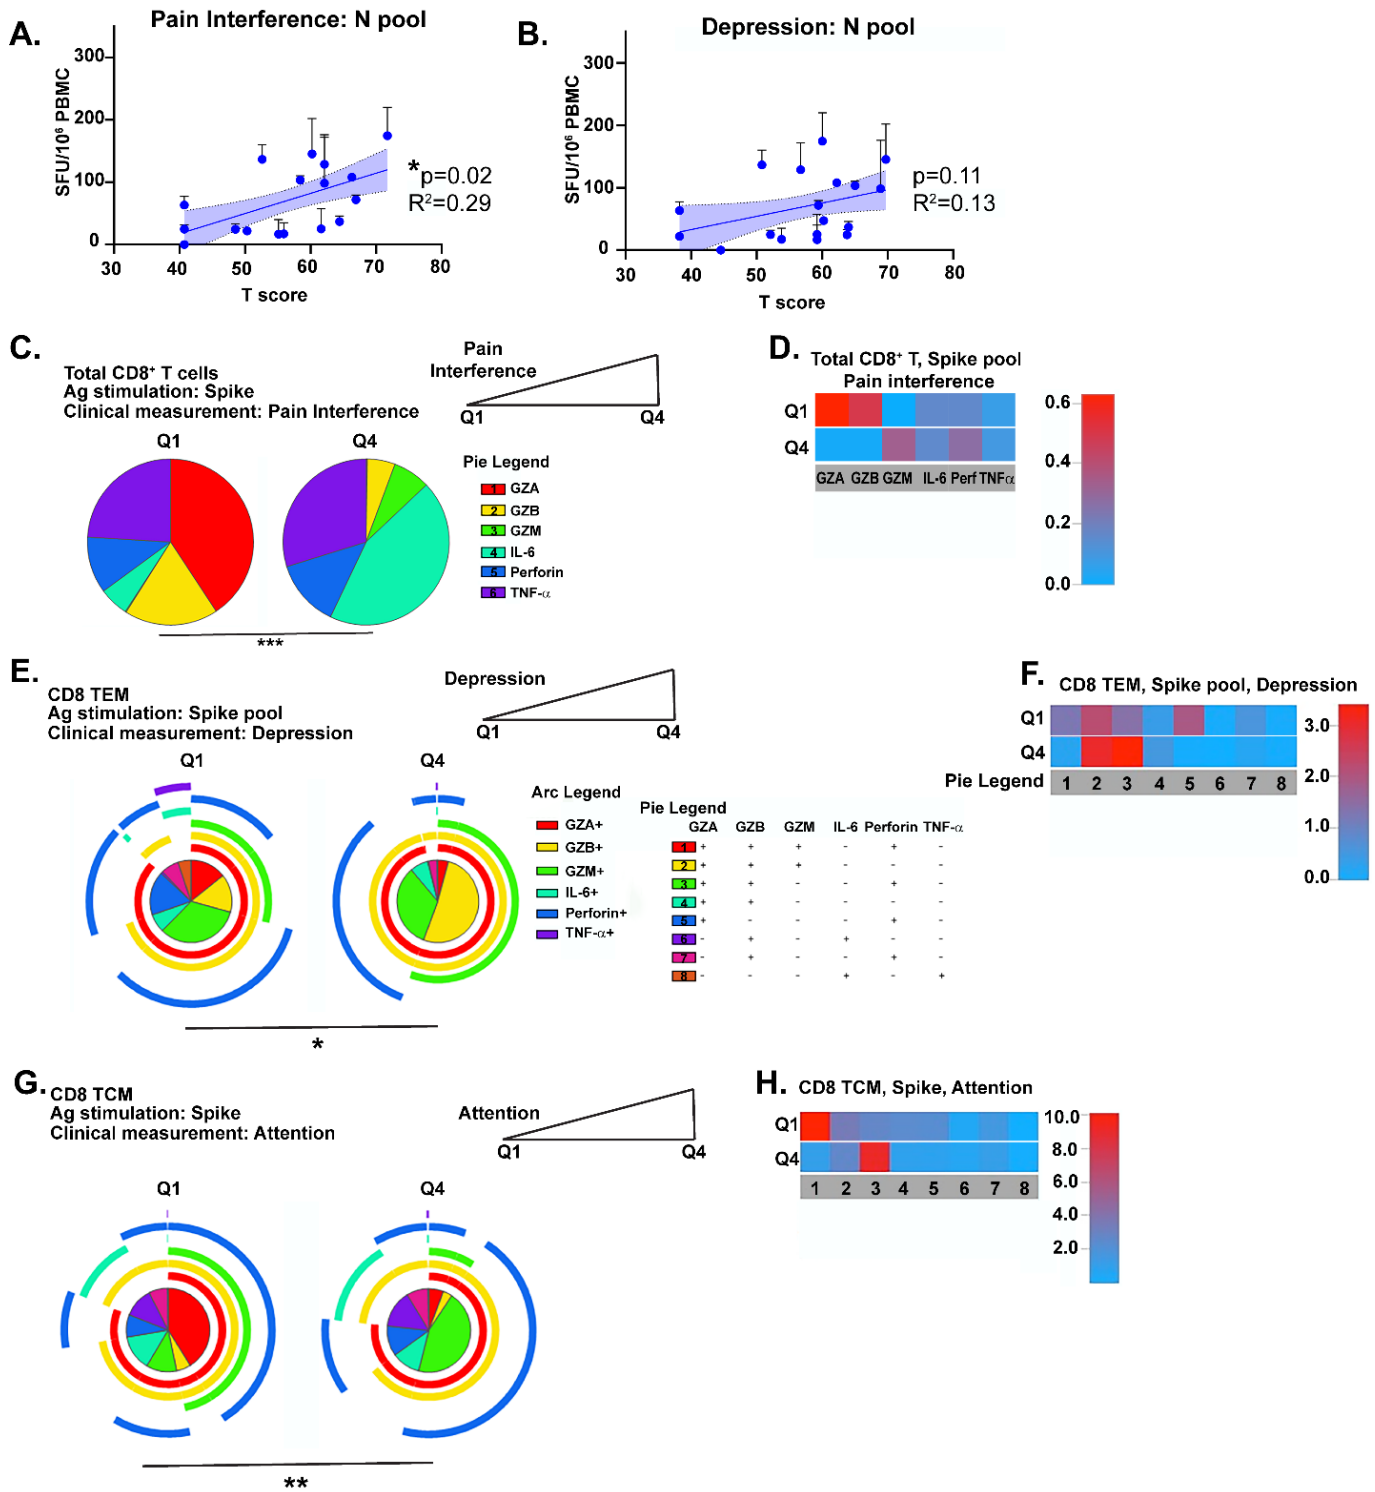 A.
Pain Interference: N pool
SFU/10⁶ PBMC
300
200
100
0
30 40 50 60 70 80
T score
*p=0.02
R²=0.29
B.
Depression: N pool
SFU/10⁶ PBMC
300
200
100
0
30 40 50 60 70 80
T score
p=0.11
R²=0.13
C.
Total CD8⁺ T cells
Ag stimulation: Spike
Clinical measurement: Pain Interference
Pain
Interference
Q1 Q4
Q1 Q4
***
Pie Legend
1 GZA
2 GZB
3 GZM
4 IL-6
5 Perforin
6 TNF-α
D.
Total CD8⁺ T, Spike pool
Pain interference
Q1
Q4
GZA GZB GZM IL-6 Perf TNFα
0.6
0.4
0.2
0.0
E.
CD8 TEM
Ag stimulation: Spike pool
Clinical measurement: Depression
Depression
Q1 Q4
Q1 Q4
*
Arc Legend
GZA+
GZB+
GZM+
IL-6+
Perforin+
TNF-α+
Pie Legend
GZA GZB GZM IL-6 Perforin TNF-α
1 + + + - + -
2 + + + - - -
3 + + - - + -
4 + + - - - -
5 + - - - + -
6 - + - + - -
7 - + - - + -
8 - - - + - +
F.
CD8 TEM, Spike pool, Depression
Q1
Q4
Pie Legend 1 2 3 4 5 6 7 8
3.0
2.0
1.0
0.0
G.
CD8 TCM
Ag stimulation: Spike
Clinical measurement: Attention
Attention
Q1 Q4
Q1 Q4
**
H.
CD8 TCM, Spike, Attention
Q1
Q4
1 2 3 4 5 6 7 8
10.0
8.0
6.0
4.0
2.0